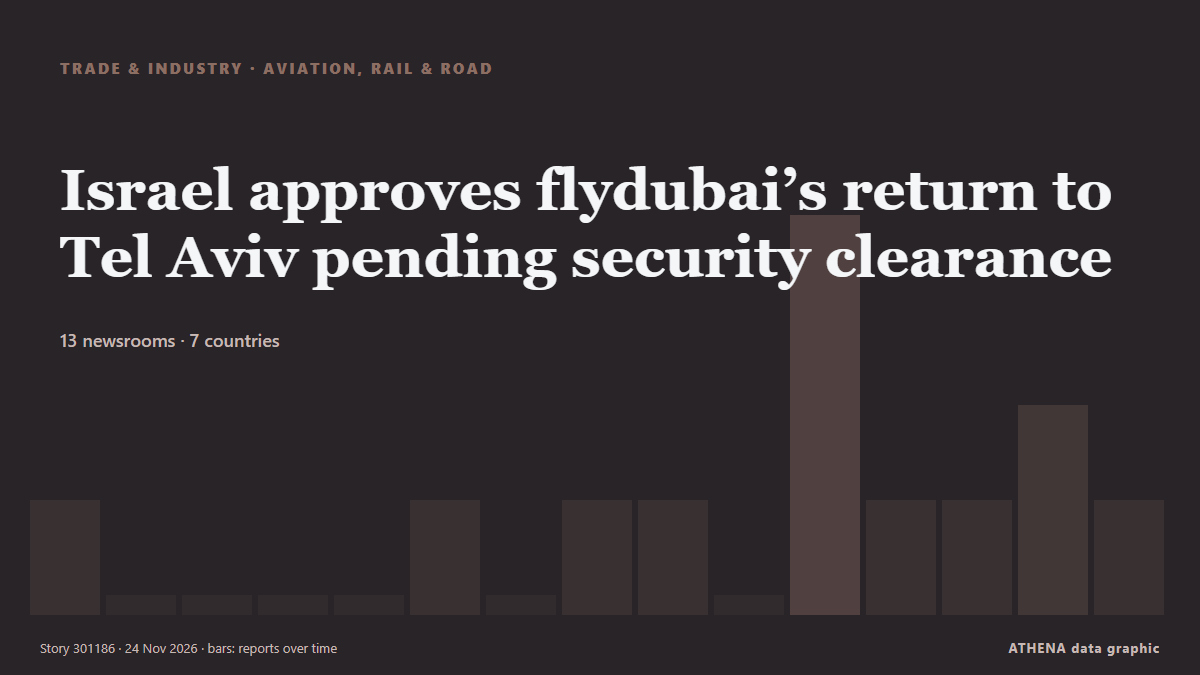 TRADE & INDUSTRY · AVIATION, RAIL & ROAD
Israel approves flydubai’s return to
Tel Aviv pending security clearance
13 newsrooms · 7 countries
Story 301186 · 24 Nov 2026 · bars: reports over time
ATHENA data graphic